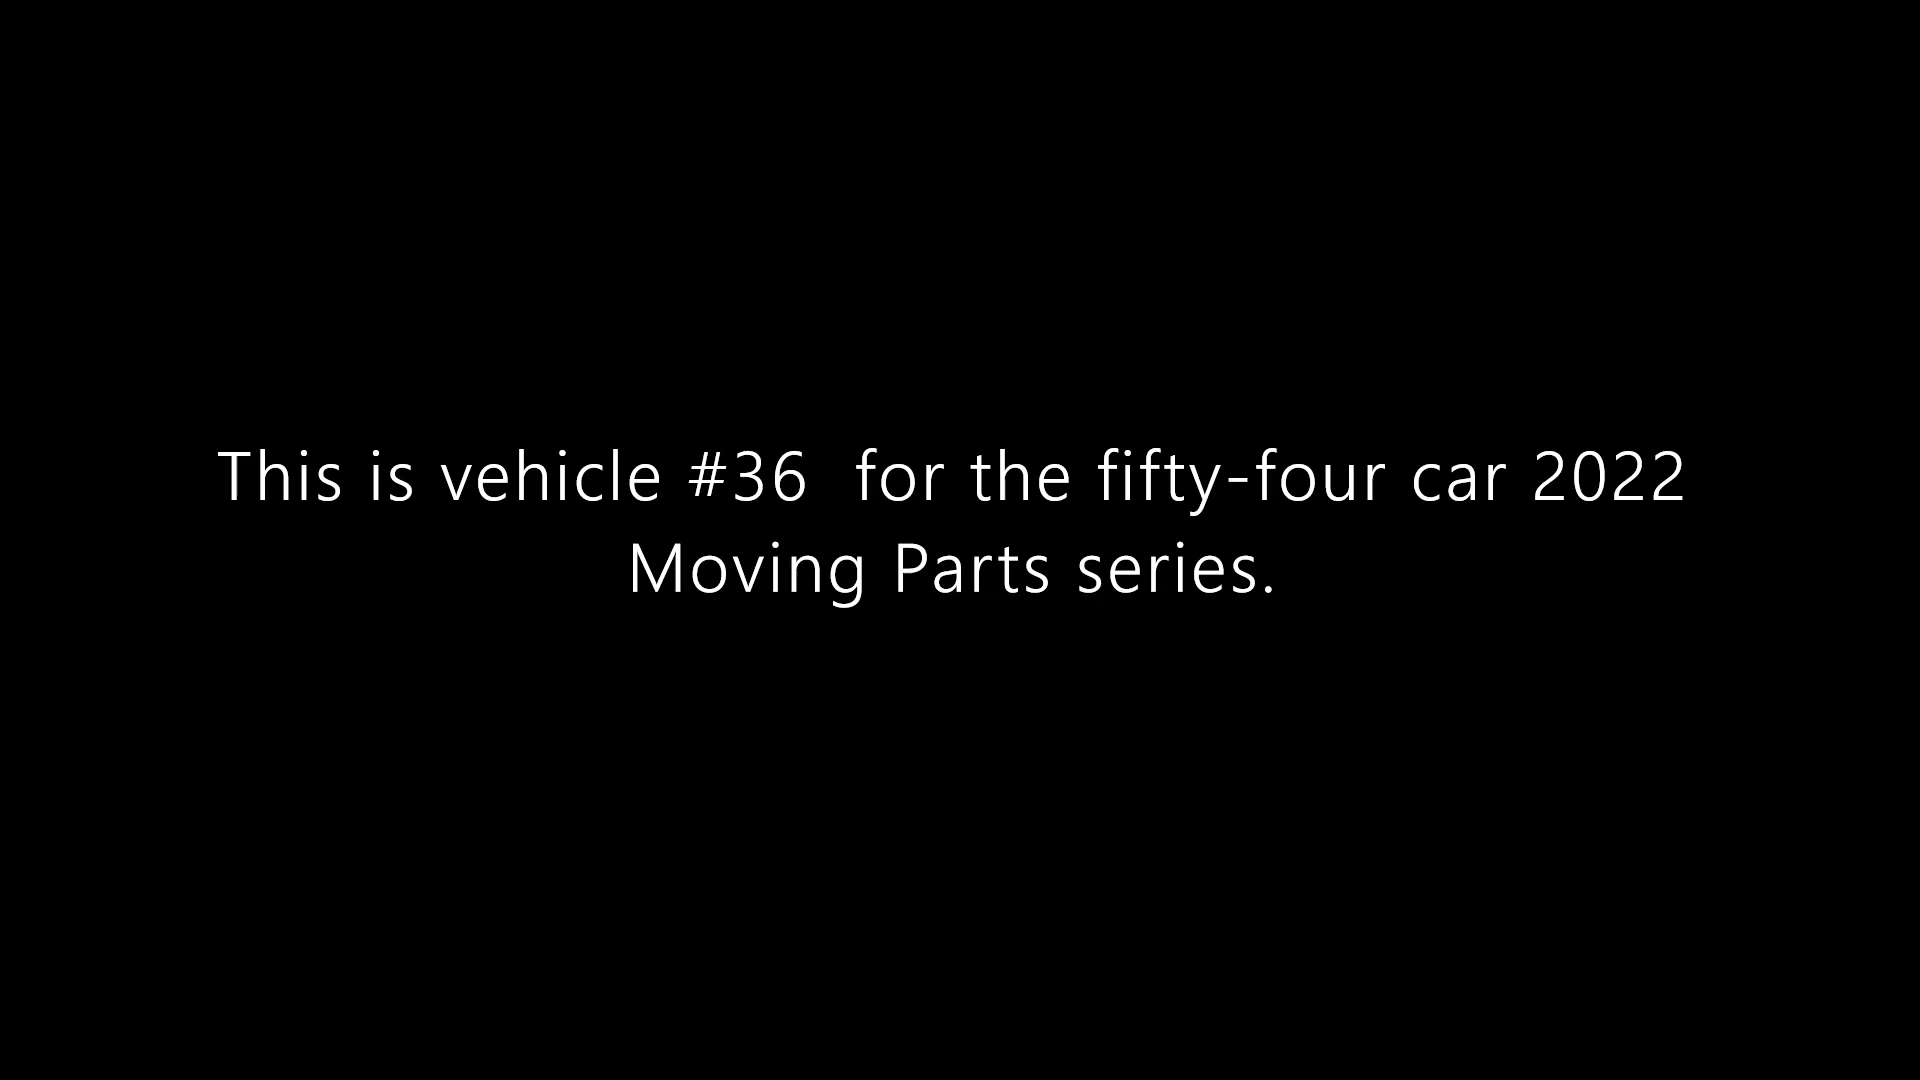 This is vehicle #36  for the fifty-four car 2022
Moving Parts series.